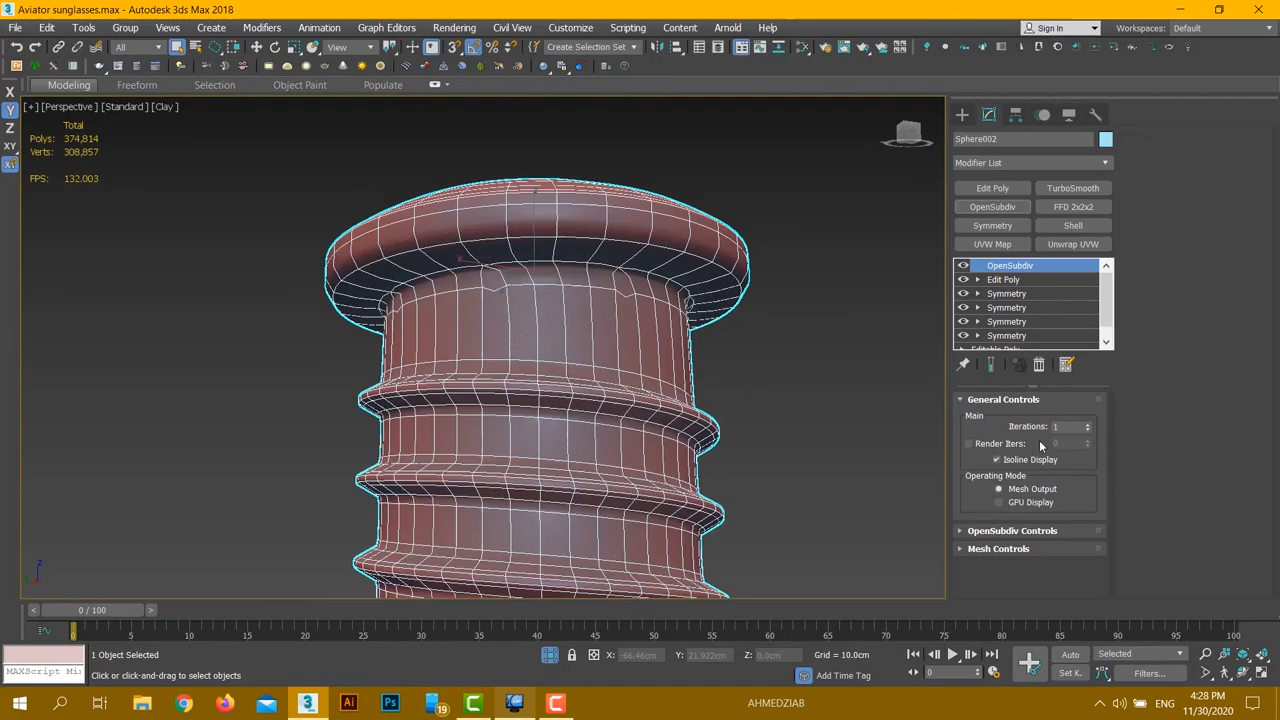 Aviator sunglasses.max - Autodesk 3ds Max 2018
File Edit Tools Group Views Create Modifiers Animation Graph Editors Rendering Civil View Customize Scripting Content Arnold Help Sign In Workspaces: Default
All View Create Selection Set
Modeling Freeform Selection Object Paint Populate
X
Y
Z
XY
[+] [Perspective] [Standard] [Clay]
Total
Polys: 374,814
Verts: 308,857
FPS: 132.003
Sphere002
Modifier List
Edit Poly TurboSmooth
OpenSubdiv FFD 2x2x2
Symmetry Shell
UVW Map Unwrap UVW
OpenSubdiv
Edit Poly
Symmetry
Symmetry
Symmetry
Symmetry
General Controls
Main
Iterations: 1
Render Iters: 0
Isoline Display
Operating Mode
Mesh Output
GPU Display
OpenSubdiv Controls
Mesh Controls
0 / 100
0 5 10 15 20 25 30 35 40 45 50 55 60 65 70 75 80 85 90 95 100
1 Object Selected X: -66.46cm Y: 21.922cm Z: 0.0cm Grid = 10.0cm Auto Selected
MAXScript Mi Click or click-and-drag to select objects Add Time Tag 0 Set K. Filters...
19 AHMEDZIAB ENG 4:28 PM
11/30/2020